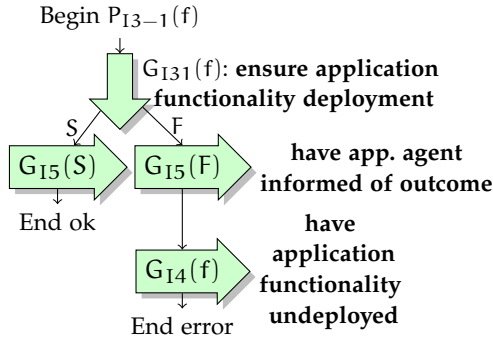 Begin P_{I3−1}(f)
G_{I31}(f): ensure application
functionality deployment
S
F
G_{I5}(S)
G_{I5}(F)
have app. agent
informed of outcome
End ok
have
application
functionality
undeployed
G_{I4}(f)
End error